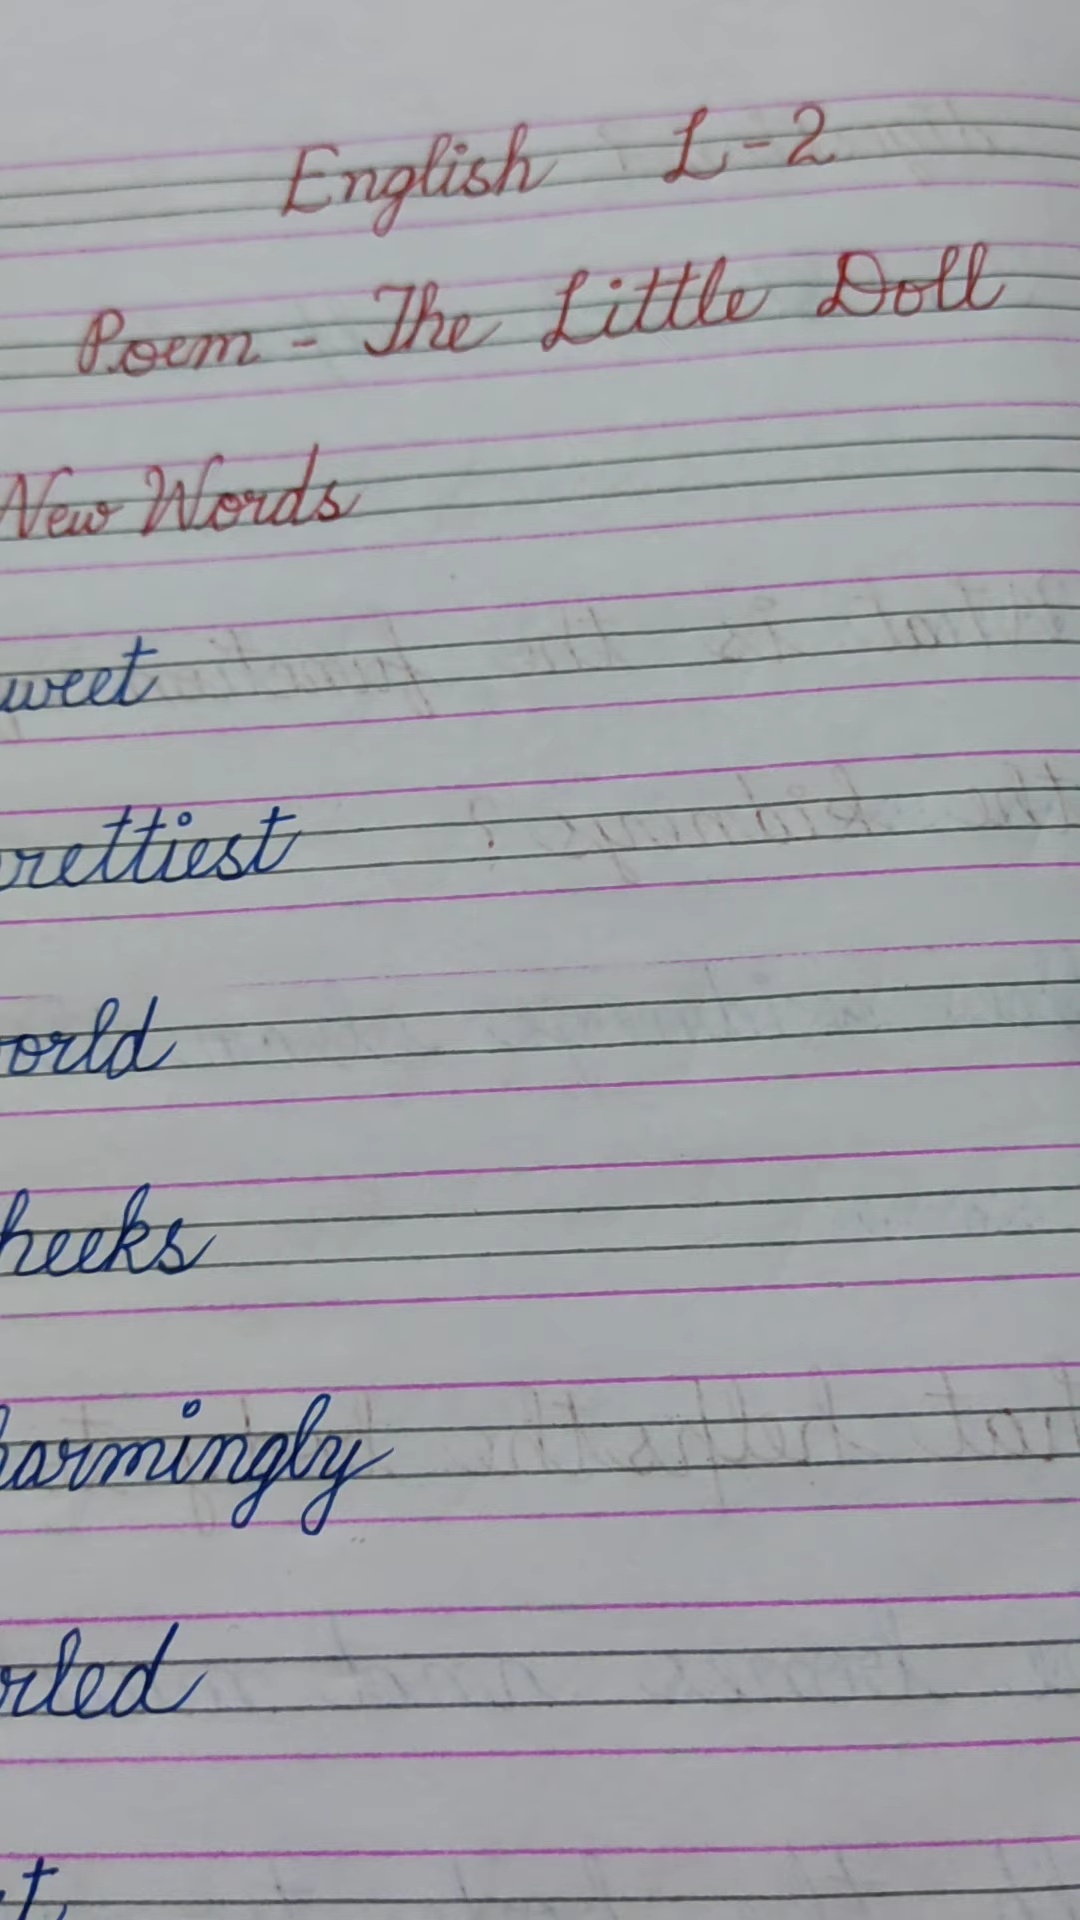 English L-2
Poem - The Little Doll
New Words
weet
rettiest
orld
heeks
harmingly
rled